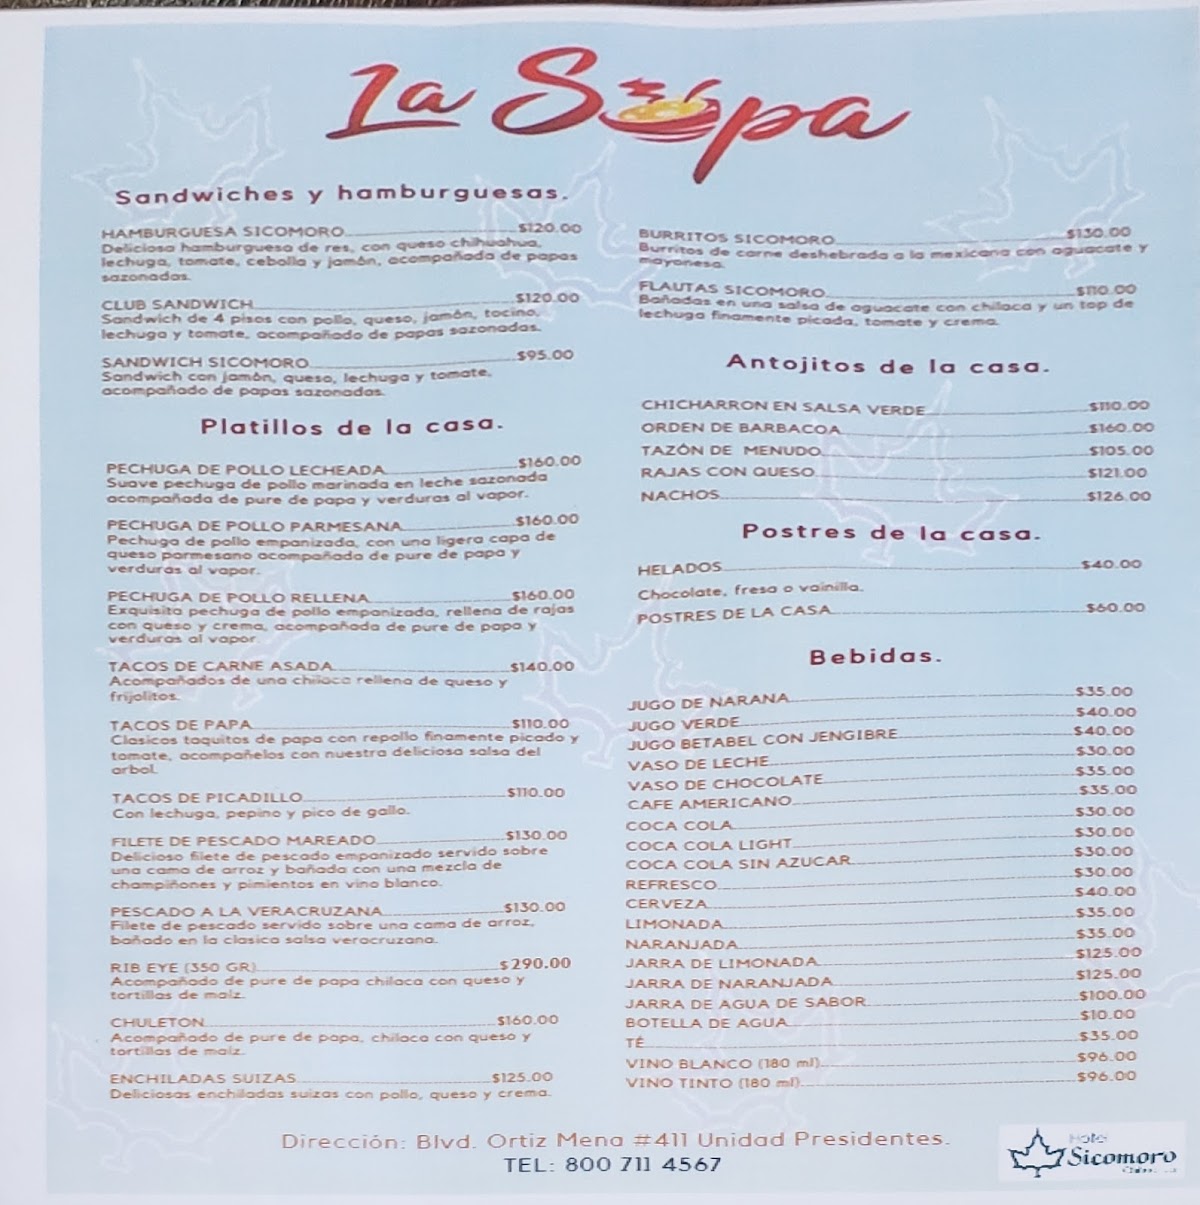 La Sopa
Sandwiches y hamburguesas.
HAMBURGUESA SICOMORO $120.00
Deliciosa hamburguesa de res, con queso chihuahua,
lechuga, tomate, cebolla y jamón, acompañada de papas
sazonadas.
CLUB SANDWICH $120.00
Sandwich de 4 pisos con pollo, queso, jamón, tocino,
lechuga y tomate, acompañado de papas sazonadas.
SANDWICH SICOMORO $95.00
Sandwich con jamón, queso, lechuga y tomate,
acompañado de papas sazonadas.
Platillos de la casa.
PECHUGA DE POLLO LECHEADA $160.00
Suave pechuga de pollo marinada en leche sazonada
acompañada de pure de papa y verduras al vapor.
PECHUGA DE POLLO PARMESANA $160.00
Pechuga de pollo empanizada, con una ligera capa de
queso parmesano acompañada de pure de papa y
verduras al vapor.
PECHUGA DE POLLO RELLENA $160.00
Exquisita pechuga de pollo empanizada, rellena de rajas
con queso y crema, acompañada de pure de papa y
verduras al vapor.
TACOS DE CARNE ASADA $140.00
Acompañados de una chilaca rellena de queso y
frijolitos.
TACOS DE PAPA $110.00
Clasicos taquitos de papa con repollo finamente picado y
tomate, acompañelos con nuestra deliciosa salsa del
arbol.
TACOS DE PICADILLO $110.00
Con lechuga, pepino y pico de gallo.
FILETE DE PESCADO MAREADO $130.00
Delicioso filete de pescado empanizado servido sobre
una cama de arroz y bañada con una mezcla de
champiñones y pimientos en vino blanco.
PESCADO A LA VERACRUZANA $130.00
Filete de pescado servido sobre una cama de arroz,
bañado en la clasica salsa veracruzana.
RIB EYE (350 GR) $290.00
Acompañado de pure de papa chilaca con queso y
tortillas de maíz.
CHULETON $160.00
Acompañado de pure de papa, chilaca con queso y
tortillas de maíz.
ENCHILADAS SUIZAS $125.00
Deliciosas enchiladas suizas con pollo, queso y crema.
BURRITOS SICOMORO $130.00
Burritos de carne deshebrada a la mexicana con aguacate y
mayonesa.
FLAUTAS SICOMORO $110.00
Bañadas en una salsa de aguacate con chilaca y un top de
lechuga finamente picada, tomate y crema.
Antojitos de la casa.
CHICHARRON EN SALSA VERDE $110.00
ORDEN DE BARBACOA $160.00
TAZÓN DE MENUDO $105.00
RAJAS CON QUESO $121.00
NACHOS $126.00
Postres de la casa.
HELADOS $40.00
Chocolate, fresa o vainilla.
POSTRES DE LA CASA $60.00
Bebidas.
JUGO DE NARANA $35.00
JUGO VERDE $40.00
JUGO BETABEL CON JENGIBRE $40.00
VASO DE LECHE $30.00
VASO DE CHOCOLATE $35.00
CAFE AMERICANO $35.00
COCA COLA $30.00
COCA COLA LIGHT $30.00
COCA COLA SIN AZUCAR $30.00
REFRESCO $30.00
CERVEZA $40.00
LIMONADA $35.00
NARANJADA $35.00
JARRA DE LIMONADA $125.00
JARRA DE NARANJADA $125.00
JARRA DE AGUA DE SABOR $100.00
BOTELLA DE AGUA $10.00
TÉ $35.00
VINO BLANCO (180 ml) $96.00
VINO TINTO (180 ml) $96.00
Dirección: Blvd. Ortiz Mena #411 Unidad Presidentes.
TEL: 800 711 4567
Hotel
Sicomoro